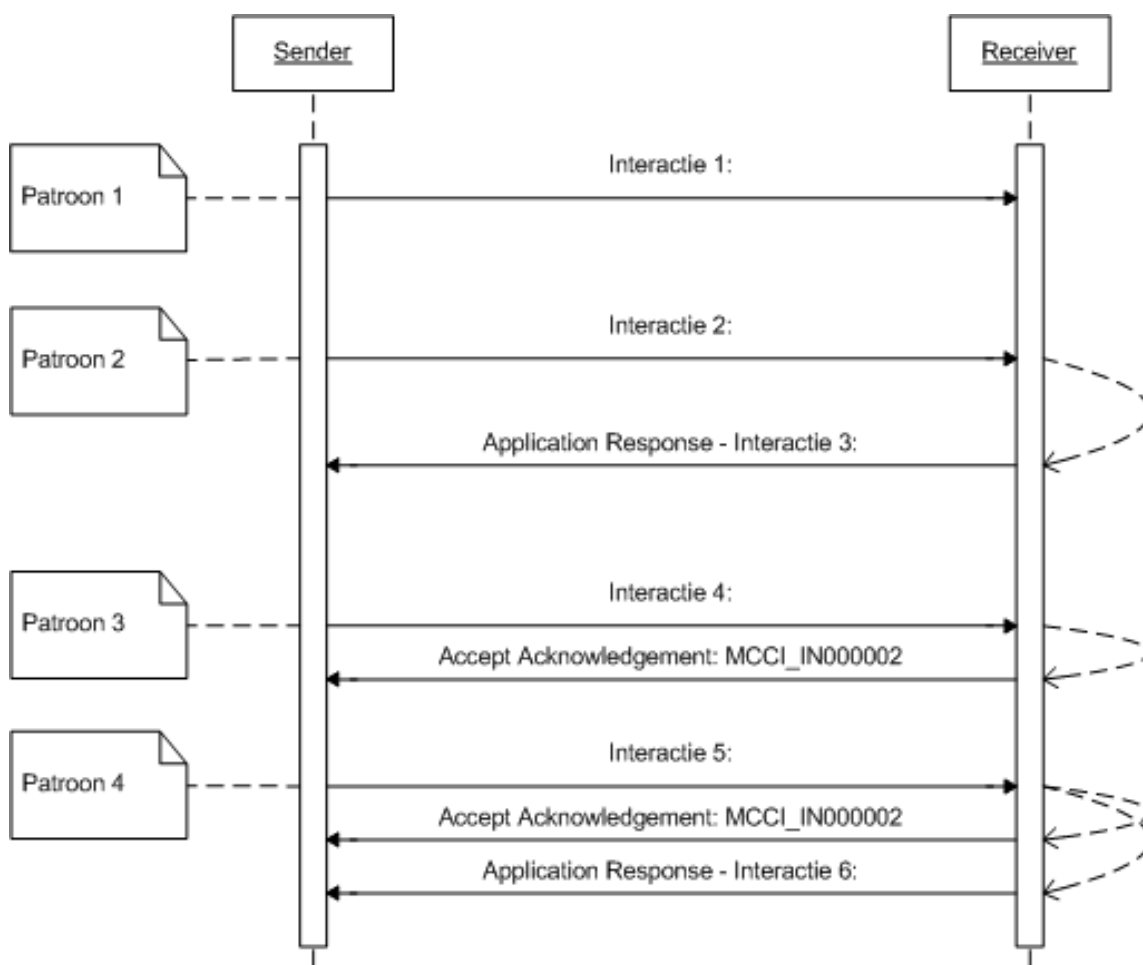 Sender
Receiver
Interactie 1:
Patroon 1
Interactie 2:
Patroon 2
Application Response - Interactie 3:
Interactie 4:
Patroon 3
Accept Acknowledgement: MCCI_IN000002
Interactie 5:
Patroon 4
Accept Acknowledgement: MCCI_IN000002
Application Response - Interactie 6: